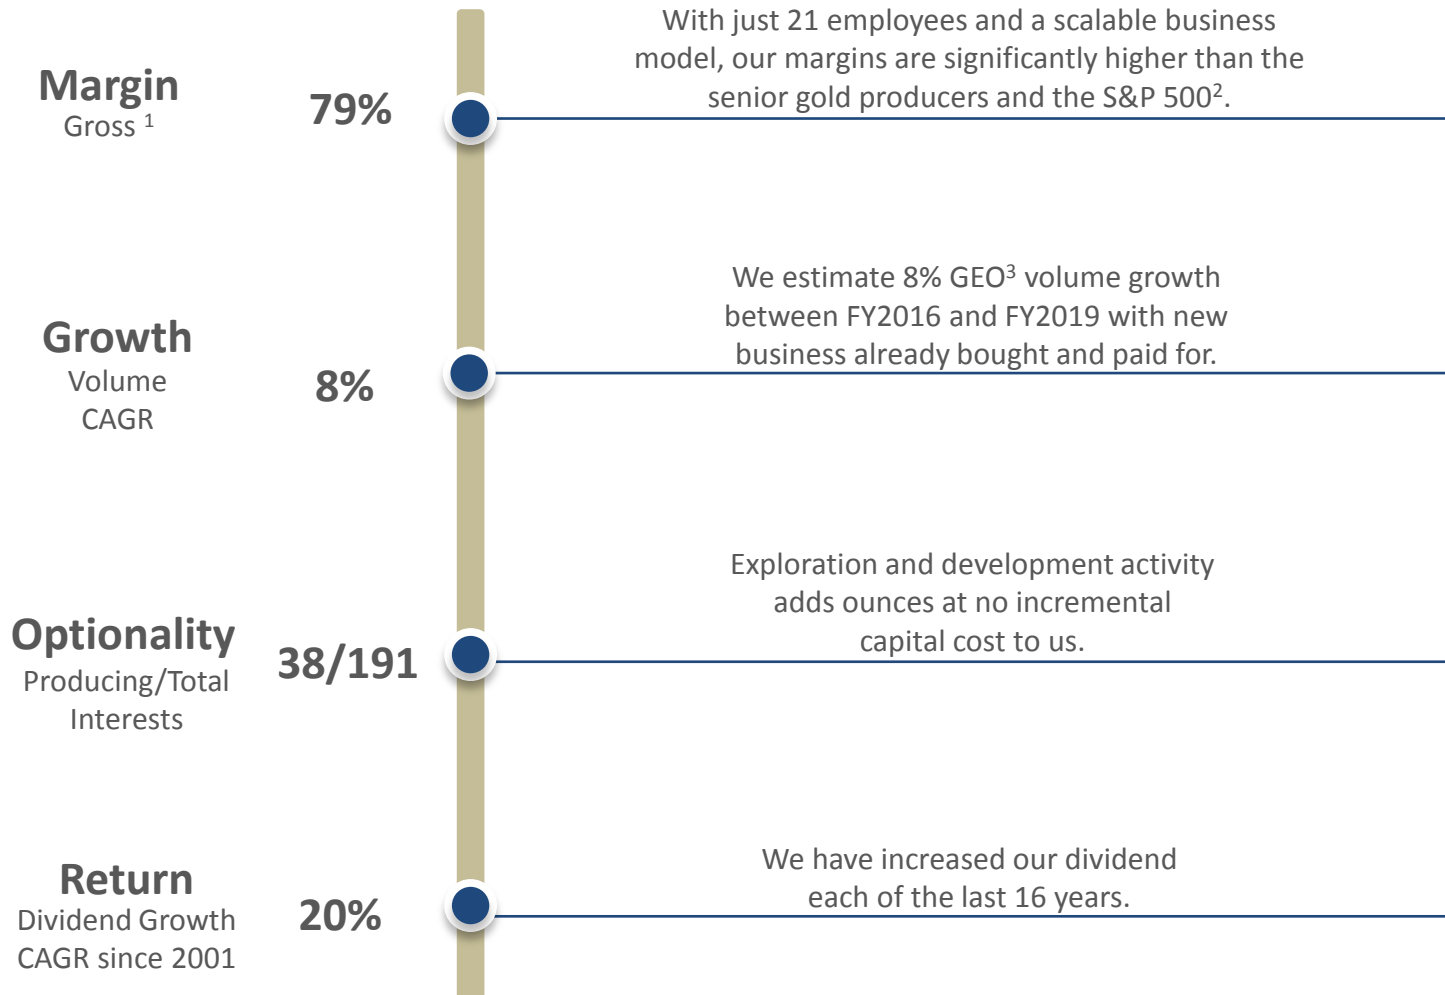 Margin
Gross 1
79%
With just 21 employees and a scalable business
model, our margins are significantly higher than the
senior gold producers and the S&P 5002.
Growth
Volume
CAGR
8%
We estimate 8% GEO3 volume growth
between FY2016 and FY2019 with new
business already bought and paid for.
Optionality
Producing/Total
Interests
38/191
Exploration and development activity
adds ounces at no incremental
capital cost to us.
Return
Dividend Growth
CAGR since 2001
20%
We have increased our dividend
each of the last 16 years.